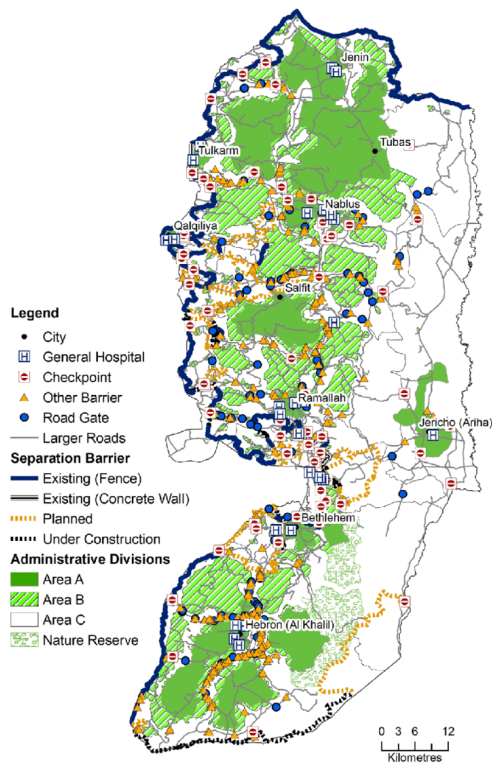 Jenin
Tubas
Tulkarm
Nablus
Qalqiliya
Salfit
Legend
City
General Hospital
Checkpoint
Other Barrier
Road Gate
Larger Roads
Separation Barrier
Existing (Fence)
Existing (Concrete Wall)
Planned
Under Construction
Administrative Divisions
Area A
Area B
Area C
Nature Reserve
Ramallah
Jericho (Ariha)
Bethlehem
Hebron (Al Khalil)
0 3 6 12
Kilometres